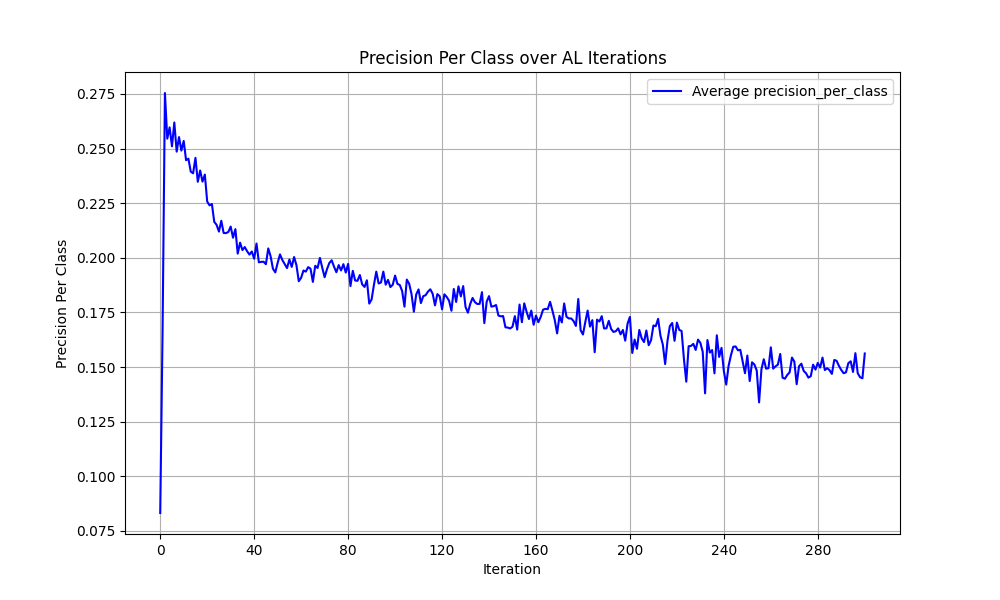 Precision Per Class over AL Iterations
Average precision_per_class
Precision Per Class
0.275
0.250
0.225
0.200
0.175
0.150
0.125
0.100
0.075
0 40 80 120 160 200 240 280
Iteration